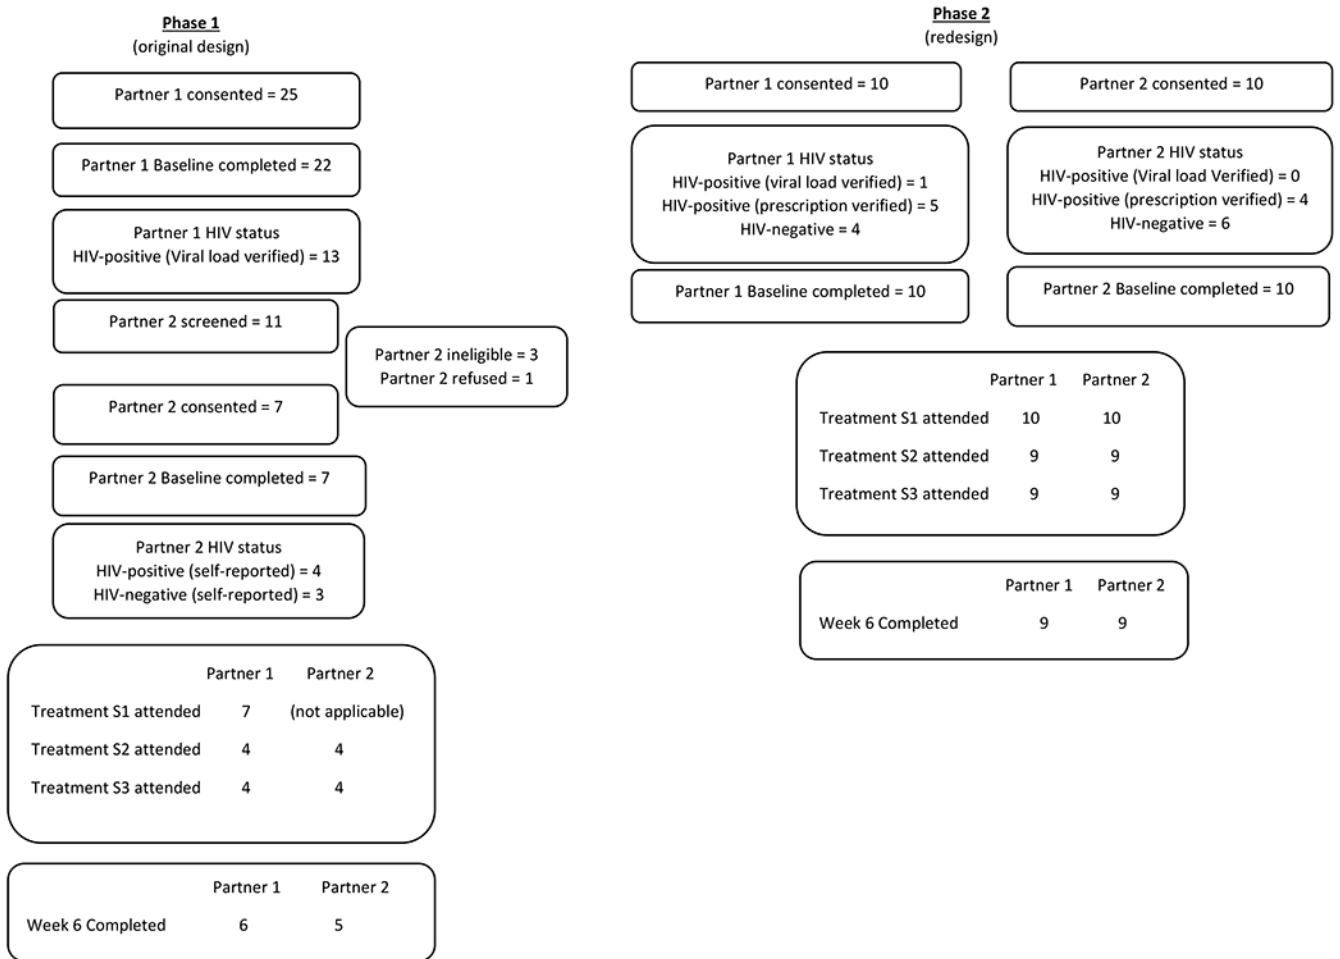 Phase 1
(original design)
Partner 1 consented = 25
Partner 1 Baseline completed = 22
Partner 1 HIV status
HIV-positive (Viral load verified) = 13
Partner 2 screened = 11
Partner 2 ineligible = 3
Partner 2 refused = 1
Partner 2 consented = 7
Partner 2 Baseline completed = 7
Partner 2 HIV status
HIV-positive (self-reported) = 4
HIV-negative (self-reported) = 3
Partner 1 Partner 2
Treatment S1 attended 7 (not applicable)
Treatment S2 attended 4 4
Treatment S3 attended 4 4
Partner 1 Partner 2
Week 6 Completed 6 5
Phase 2
(redesign)
Partner 1 consented = 10
Partner 2 consented = 10
Partner 1 HIV status
HIV-positive (viral load verified) = 1
HIV-positive (prescription verified) = 5
HIV-negative = 4
Partner 2 HIV status
HIV-positive (Viral load Verified) = 0
HIV-positive (prescription verified) = 4
HIV-negative = 6
Partner 1 Baseline completed = 10
Partner 2 Baseline completed = 10
Partner 1 Partner 2
Treatment S1 attended 10 10
Treatment S2 attended 9 9
Treatment S3 attended 9 9
Partner 1 Partner 2
Week 6 Completed 9 9